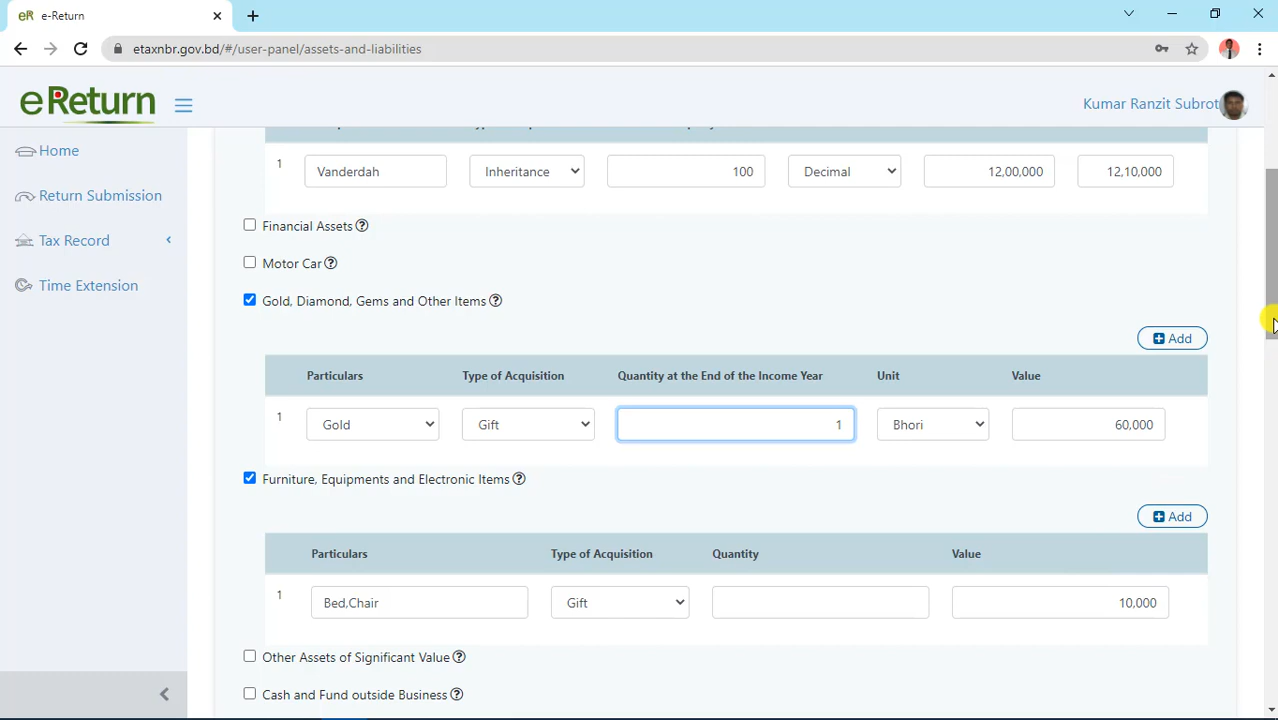 eR e-Return
etaxnbr.gov.bd/#/user-panel/assets-and-liabilities
eReturn
Kumar Ranzit Subrot
Home
Return Submission
Tax Record
Time Extension
1 Vanderdah Inheritance 100 Decimal 12,00,000 12,10,000
Financial Assets ?
Motor Car ?
Gold, Diamond, Gems and Other Items ?
Add
Particulars Type of Acquisition Quantity at the End of the Income Year Unit Value
1 Gold Gift 1 Bhori 60,000
Furniture, Equipments and Electronic Items ?
Add
Particulars Type of Acquisition Quantity Value
1 Bed,Chair Gift 10,000
Other Assets of Significant Value ?
Cash and Fund outside Business ?